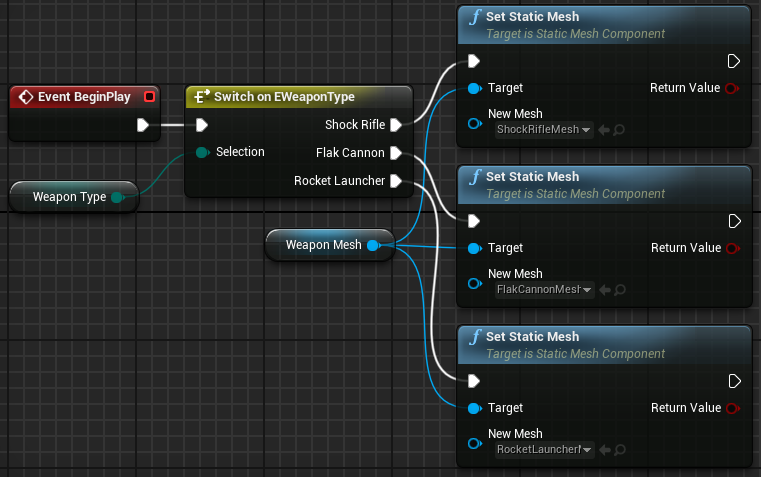 Set Static Mesh
Target is Static Mesh Component
Target
Return Value
New Mesh
ShockRifleMesh
Event BeginPlay
Switch on EWeaponType
Shock Rifle
Selection
Flak Cannon
Rocket Launcher
Weapon Type
Weapon Mesh
Set Static Mesh
Target is Static Mesh Component
Target
Return Value
New Mesh
FlakCannonMesh
Set Static Mesh
Target is Static Mesh Component
Target
Return Value
New Mesh
RocketLauncher